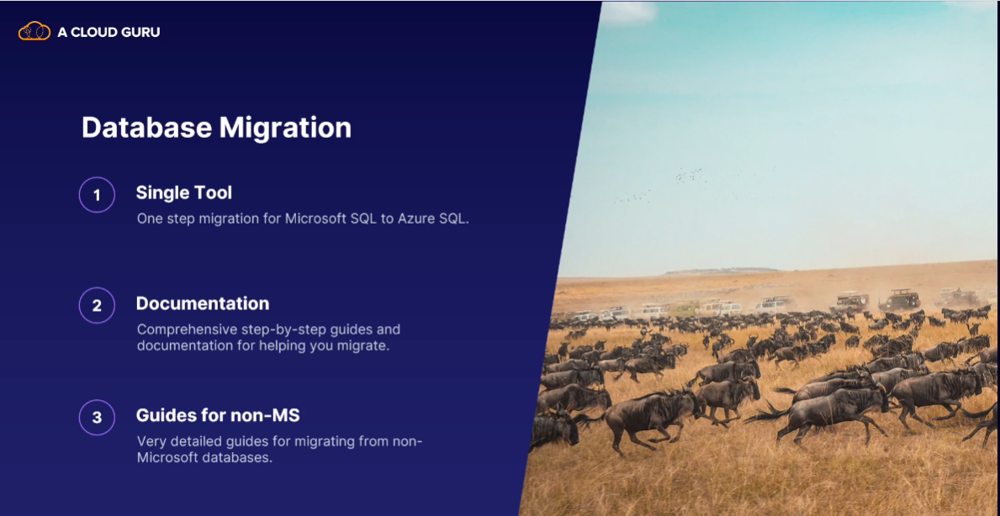 A CLOUD GURU
Database Migration
1
Single Tool
One step migration for Microsoft SQL to Azure SQL.
2
Documentation
Comprehensive step-by-step guides and
documentation for helping you migrate.
3
Guides for non-MS
Very detailed guides for migrating from non-
Microsoft databases.